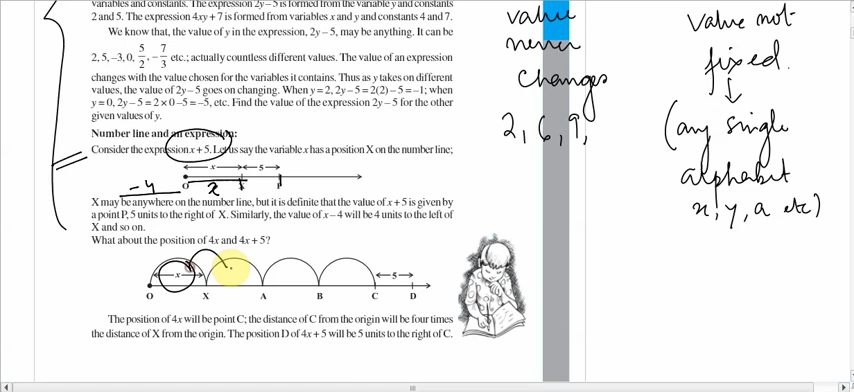 variables and constants. The expression 2y – 5 is formed from the variable y and constants
2 and 5. The expression 4xy + 7 is formed from variables x and y and constants 4 and 7.
We know that, the value of y in the expression, 2y – 5, may be anything. It can be
2, 5, –3, 0, 5/2, –7/3 etc.; actually countless different values. The value of an expression
changes with the value chosen for the variables it contains. Thus as y takes on different
values, the value of 2y – 5 goes on changing. When y = 2, 2y – 5 = 2(2) – 5 = –1; when
y = 0, 2y – 5 = 2 × 0 –5 = –5, etc. Find the value of the expression 2y – 5 for the other
given values of y.
Number line and an expression:
Consider the expression x + 5. Let us say the variable x has a position X on the number line;
x 5
-4
O x X P
X may be anywhere on the number line, but it is definite that the value of x + 5 is given by
a point P, 5 units to the right of X. Similarly, the value of x – 4 will be 4 units to the left of
X and so on.
What about the position of 4x and 4x + 5?
x 5
O X A B C D
The position of 4x will be point C; the distance of C from the origin will be four times
the distance of X from the origin. The position D of 4x + 5 will be 5 units to the right of C.
value
never
changes
2, 6, 9,
value not
fixed.
(any single
alphabet
x, y, a etc)